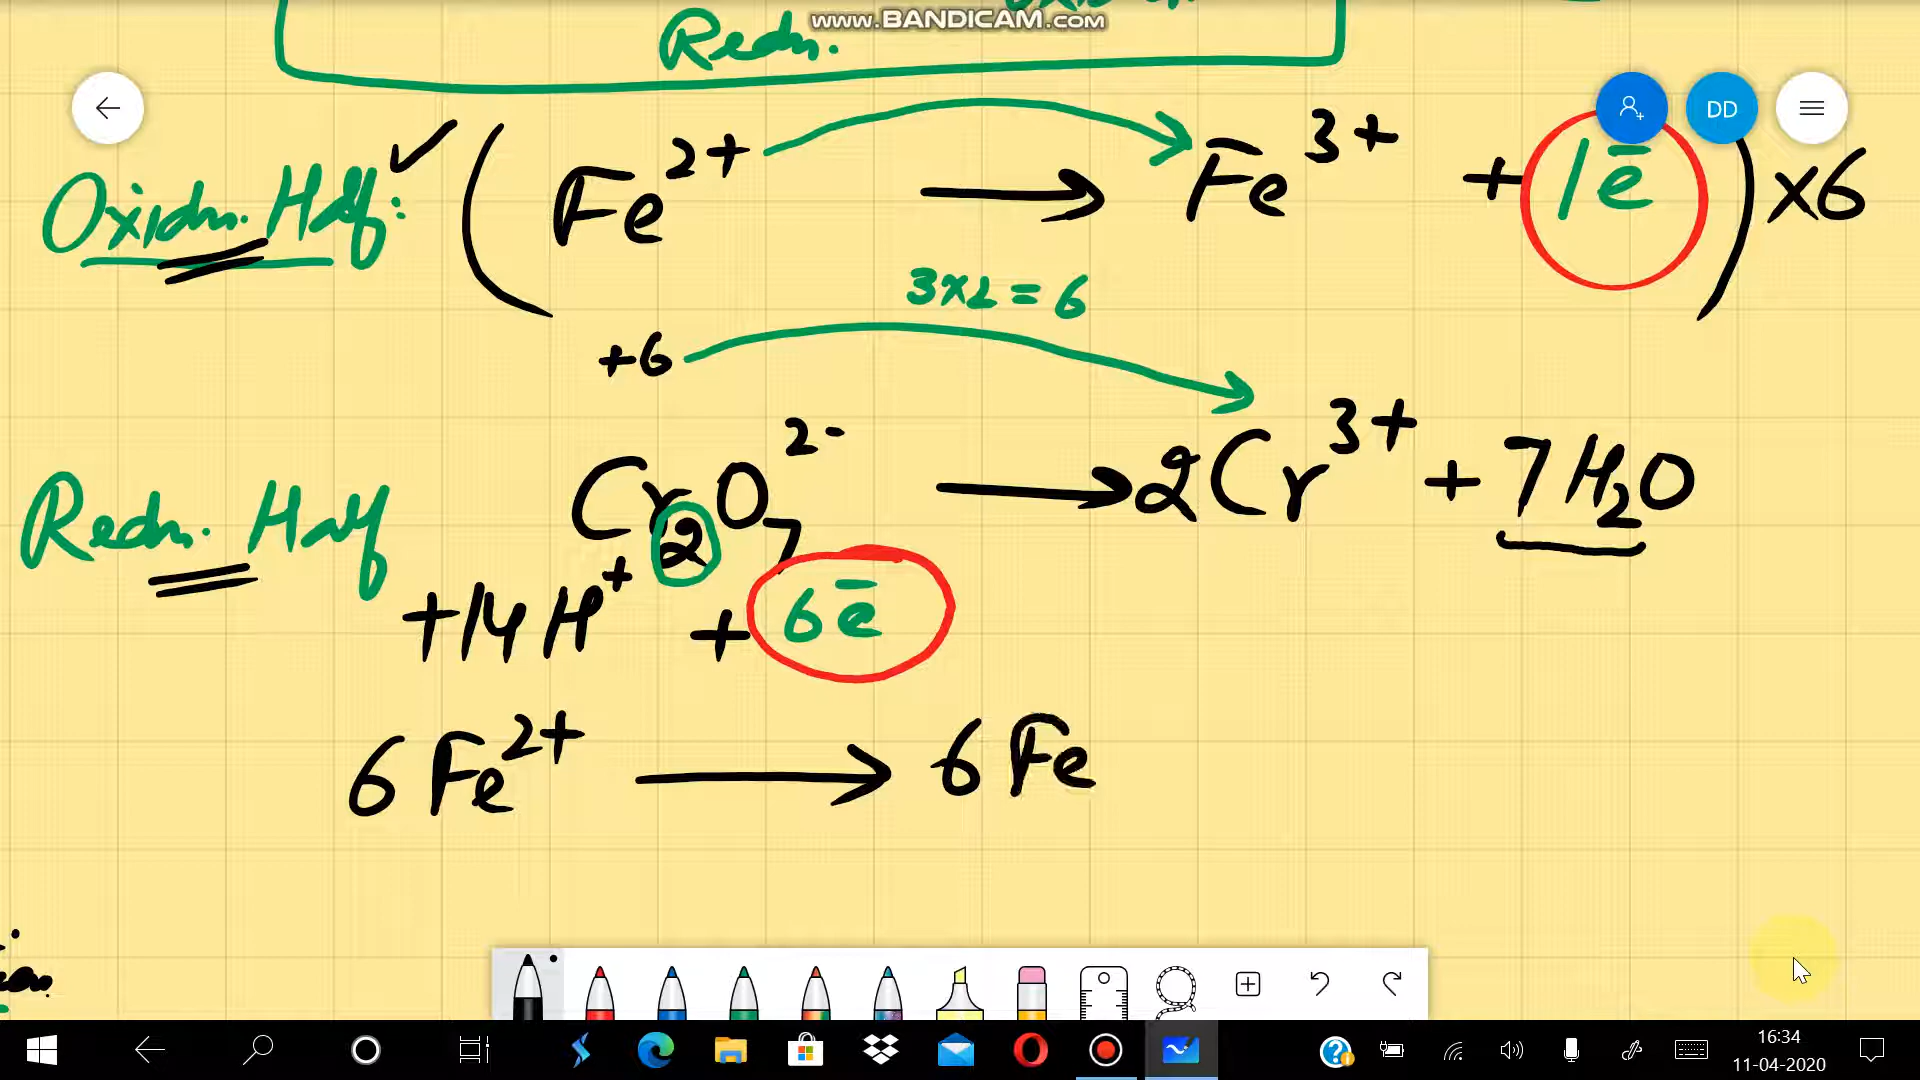 www.BANDICAM.com
Redn.
Oxidn. Half: ✓ ( Fe²⁺ → Fe³⁺ + 1e̅ ) ×6
DD
3×2 = 6
+6
Cr₂O₇²⁻ → 2Cr³⁺ + 7H₂O
Redn. Half
+14H⁺ + 6e̅
6Fe²⁺ → 6Fe
16:34
11-04-2020